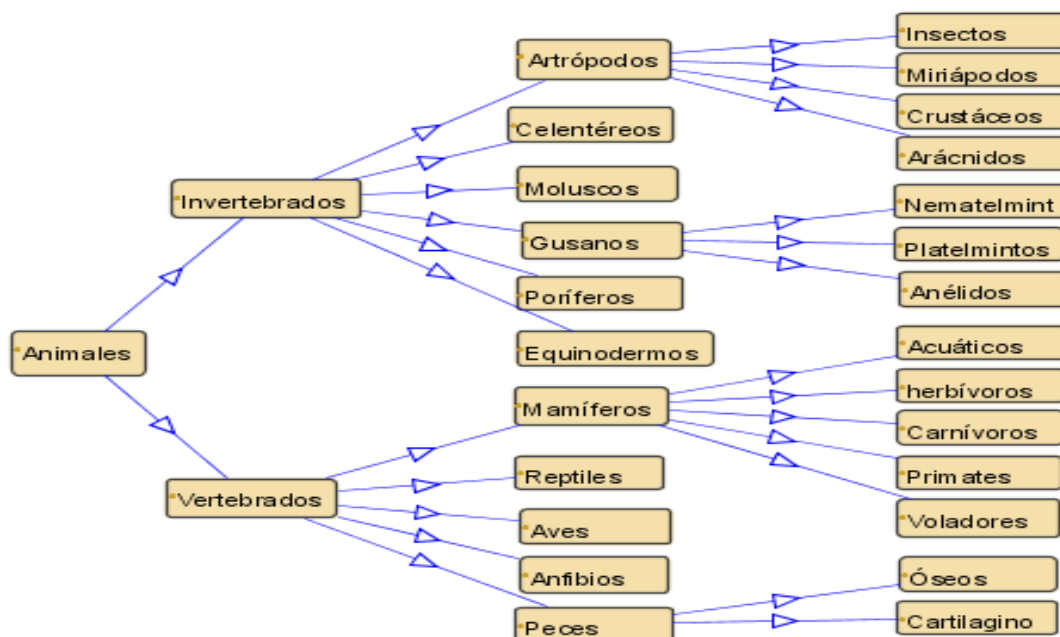 Animales
Invertebrados
Vertebrados
Artrópodos
Celentéreos
Moluscos
Gusanos
Poríferos
Equinodermos
Mamíferos
Reptiles
Aves
Anfibios
Peces
Insectos
Miriápodos
Crustáceos
Arácnidos
Nematelmint
Platelmintos
Anélidos
Acuáticos
herbívoros
Carnívoros
Primates
Voladores
Óseos
Cartilagino